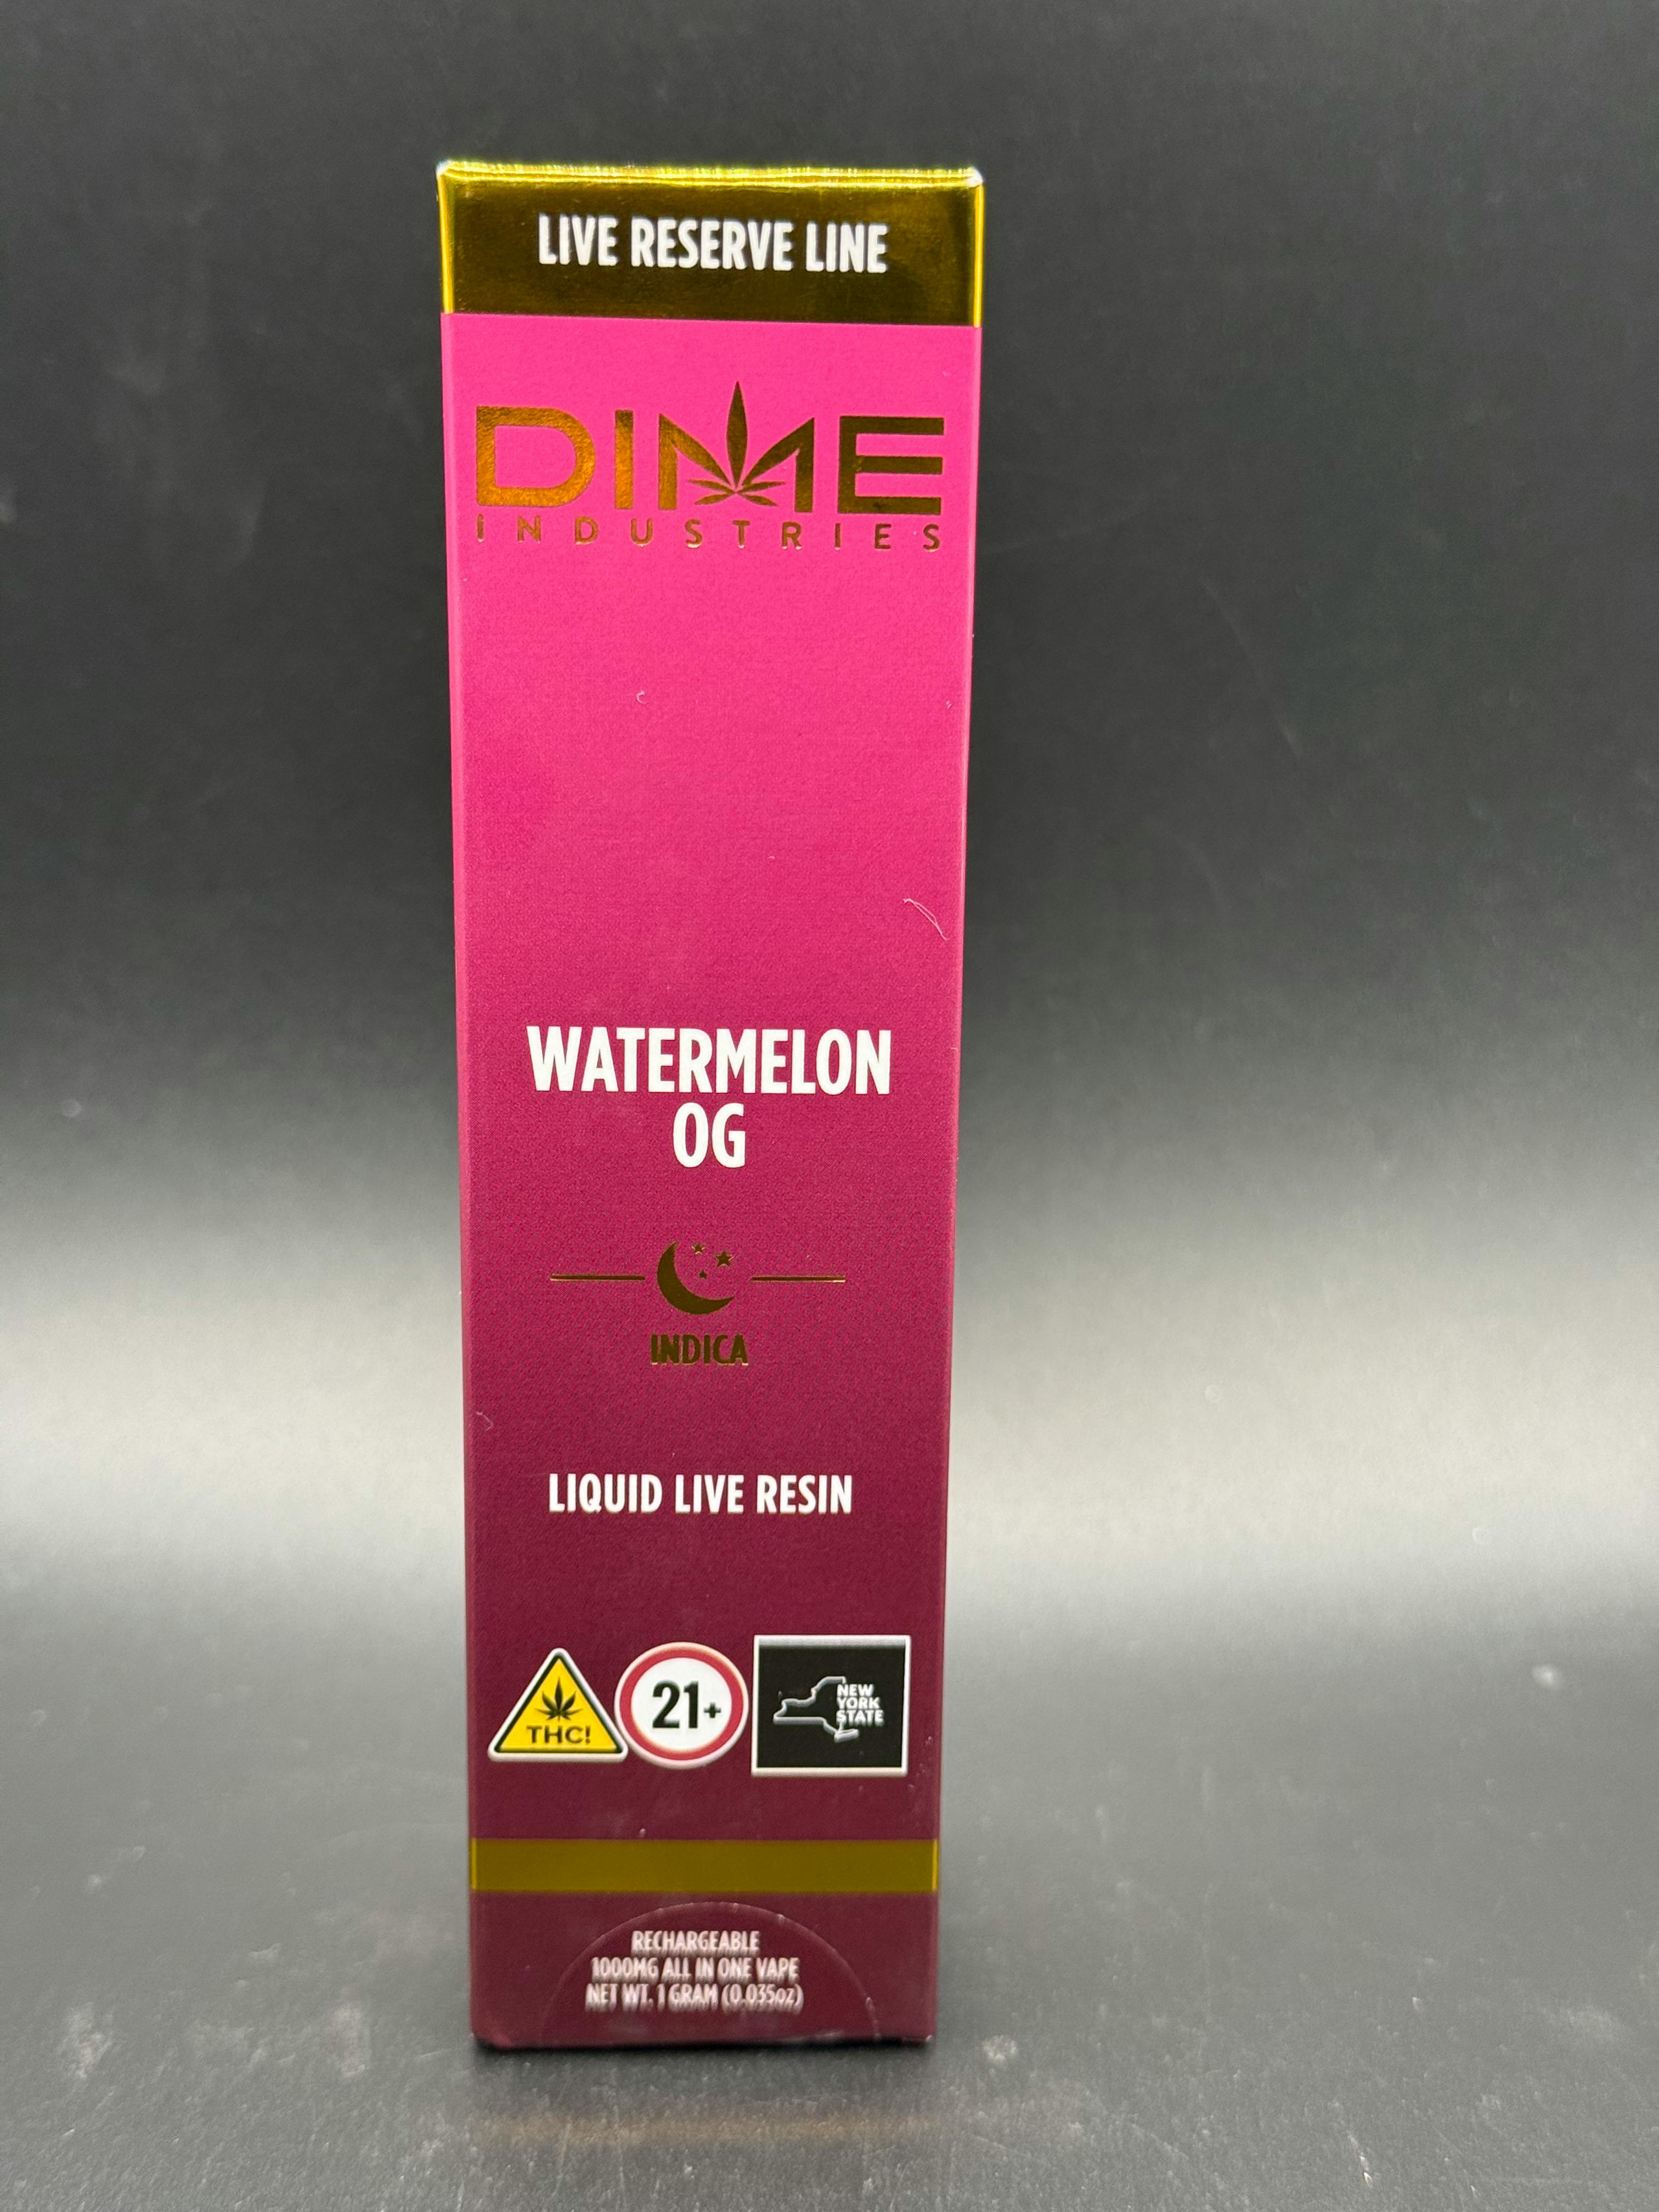 LIVE RESERVE LINE
DIME
INDUSTRIES
WATERMELON
OG
INDICA
LIQUID LIVE RESIN
THC!
21+
NEW
YORK
STATE
RECHARGEABLE
1000MG ALL IN ONE VAPE
NET WT. 1 GRAM (0.035oz)